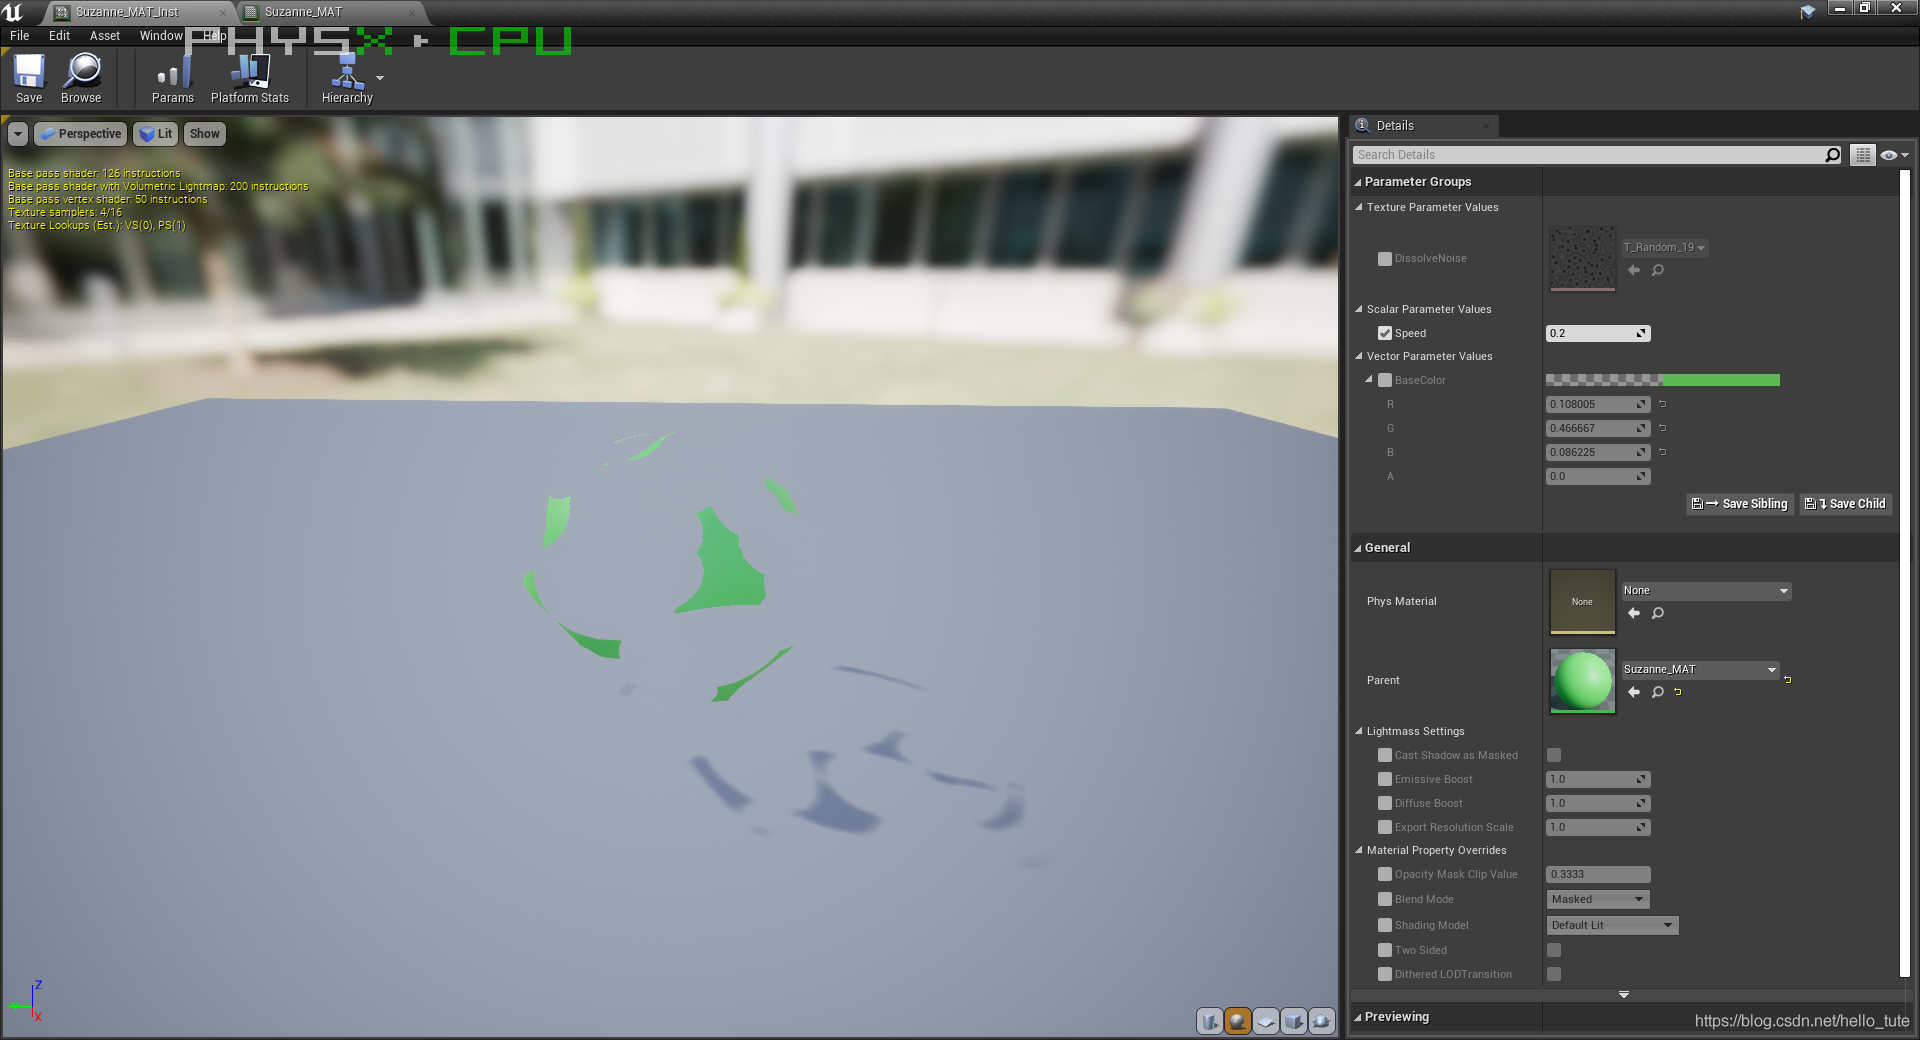 Suzanne_MAT_Inst
Suzanne_MAT
File Edit Asset Window Help
PHYSX ▸ CPU
Save Browse Params Platform Stats Hierarchy
Perspective Lit Show
Base pass shader: 126 instructions
Base pass shader with Volumetric Lightmap: 200 instructions
Base pass vertex shader: 50 instructions
Texture samplers: 4/16
Texture Lookups (Est.): VS(0), PS(1)
Z
Y
X
Details
Search Details
Parameter Groups
Texture Parameter Values
DissolveNoise T_Random_19
Scalar Parameter Values
Speed 0.2
Vector Parameter Values
BaseColor
R 0.108005
G 0.466667
B 0.086225
A 0.0
Save Sibling Save Child
General
Phys Material None None
Parent Suzanne_MAT
Lightmass Settings
Cast Shadow as Masked
Emissive Boost 1.0
Diffuse Boost 1.0
Export Resolution Scale 1.0
Material Property Overrides
Opacity Mask Clip Value 0.3333
Blend Mode Masked
Shading Model Default Lit
Two Sided
Dithered LODTransition
Previewing
https://blog.csdn.net/hello_tute